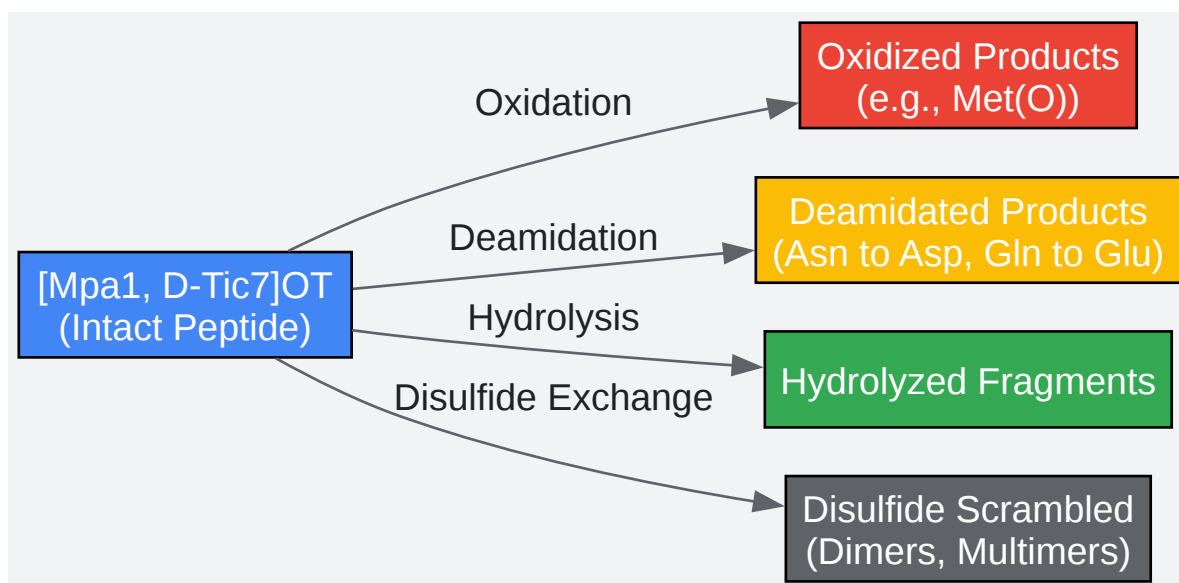 [Mpa1, D-Tic7]OT
(Intact Peptide)
Oxidation
Oxidized Products
(e.g., Met(O))
Deamidation
Deamidated Products
(Asn to Asp, Gln to Glu)
Hydrolysis
Hydrolyzed Fragments
Disulfide Exchange
Disulfide Scrambled
(Dimers, Multimers)